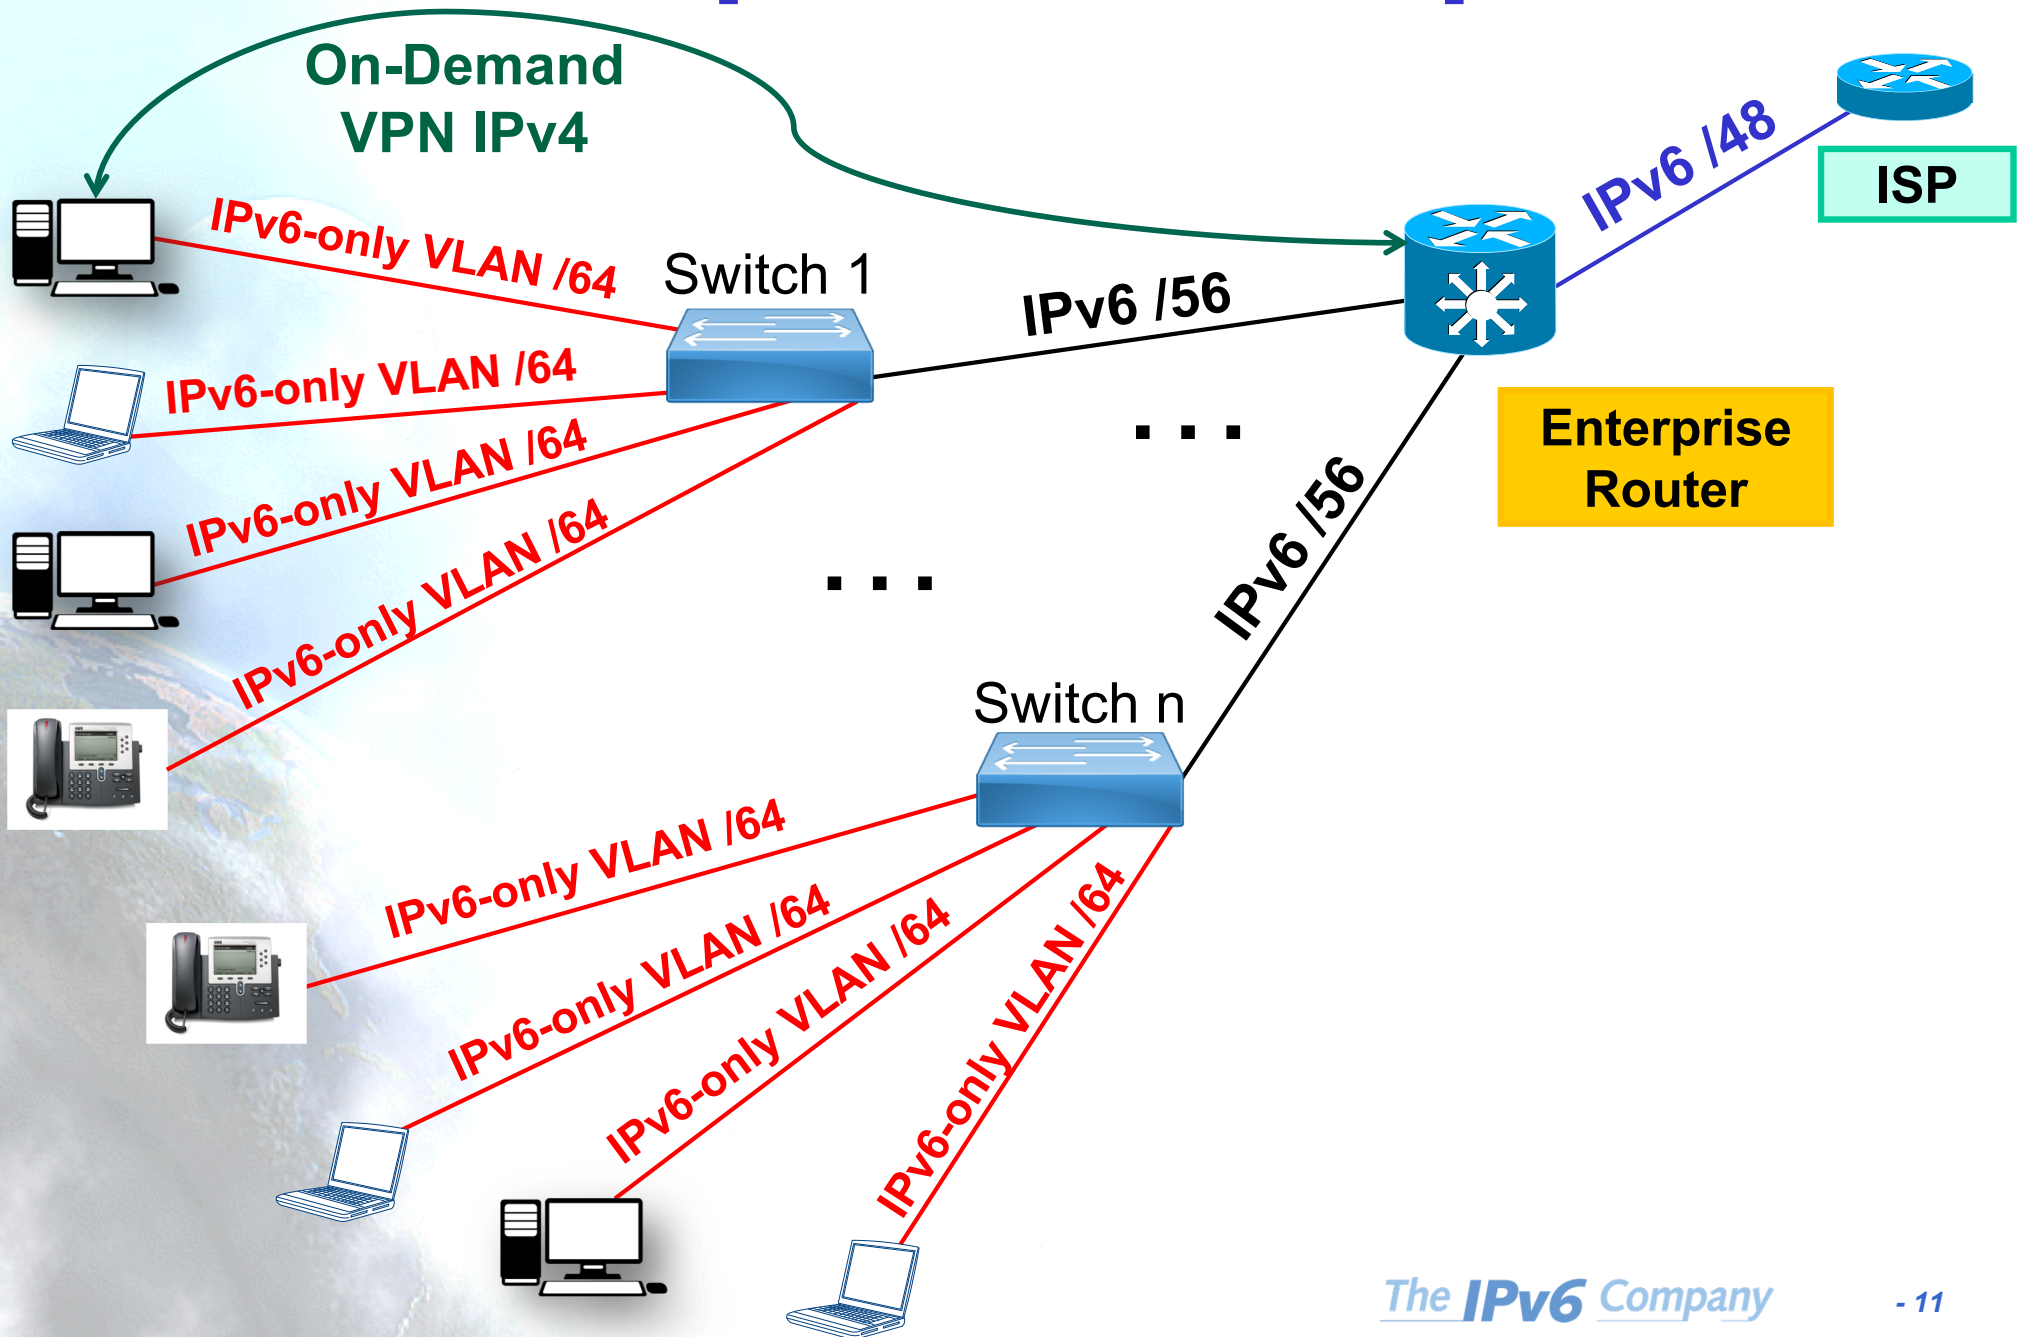 On-Demand
VPN IPv4
IPv6 /48
ISP
IPv6-only VLAN /64
Switch 1
IPv6 /56
IPv6-only VLAN /64
. . .
Enterprise
Router
IPv6-only VLAN /64
IPv6-only VLAN /64
. . .
IPv6 /56
Switch n
IPv6-only VLAN /64
IPv6-only VLAN /64
IPv6-only VLAN /64
IPv6-only VLAN /64
The IPv6 Company
- 11